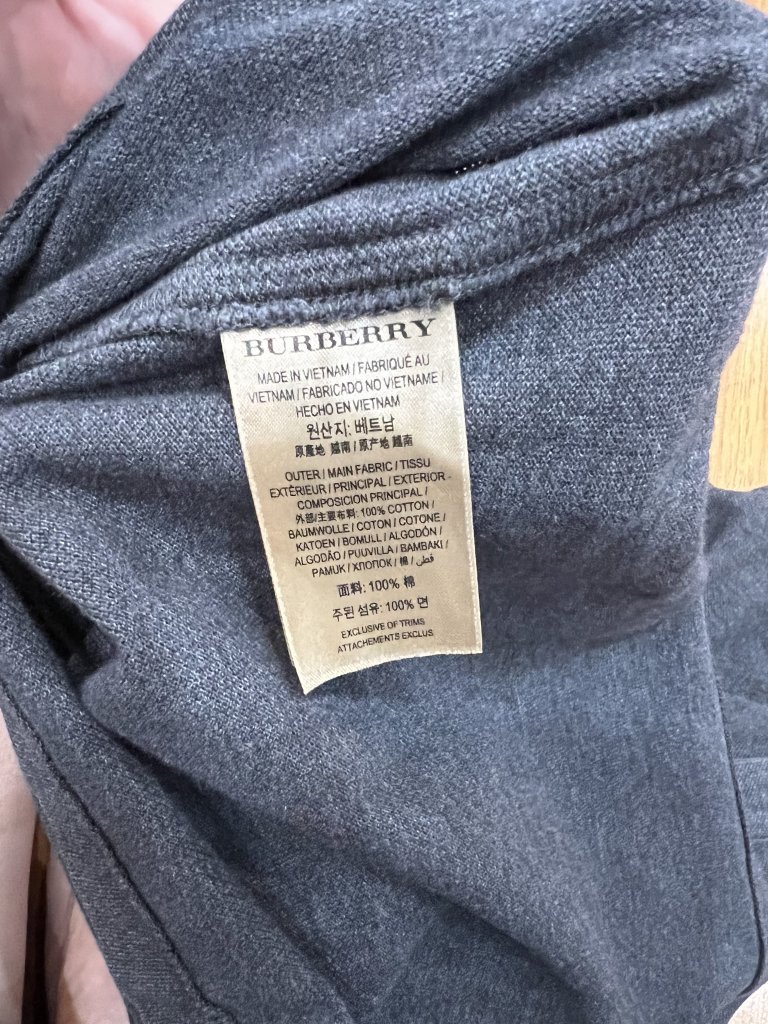 BURBERRY
MADE IN VIETNAM / FABRIQUÉ AU
VIETNAM / FABRICADO NO VIETNAME /
HECHO EN VIETNAM
원산지: 베트남
原產地 越南 / 原产地 越南
OUTER / MAIN FABRIC / TISSU
EXTÉRIEUR / PRINCIPAL / EXTERIOR -
COMPOSICION PRINCIPAL /
外部/主要布料: 100% COTTON /
BAUMWOLLE / COTON / COTONE /
KATOEN / BOMULL / ALGODÓN /
ALGODÃO / PUUVILLA / BAMBAKI /
PAMUK / ХЛОПОК / 棉 / قطن
面料: 100% 棉
주된 섬유: 100% 면
EXCLUSIVE OF TRIMS
ATTACHEMENTS EXCLUS